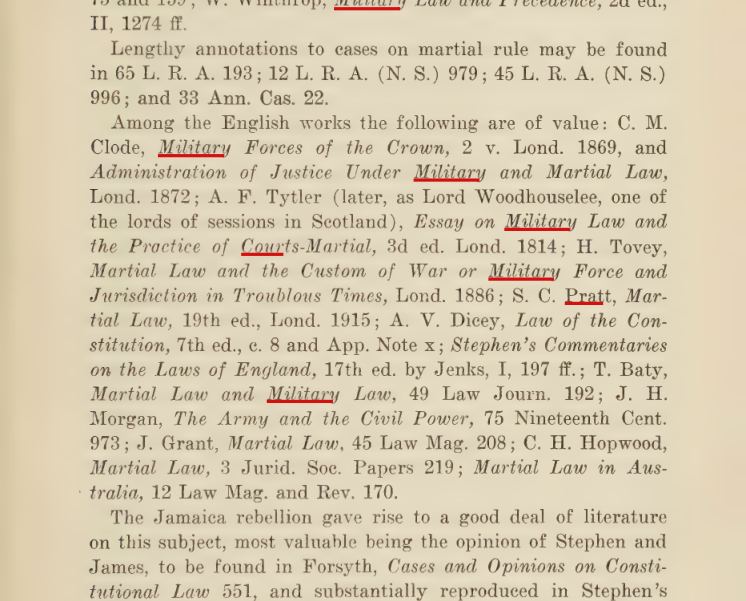 75 and 159; W. Winthrop, Military Law and Precedence, 2d ed.,
II, 1274 ff.
Lengthy annotations to cases on martial rule may be found
in 65 L. R. A. 193; 12 L. R. A. (N. S.) 979; 45 L. R. A. (N. S.)
996; and 33 Ann. Cas. 22.
Among the English works the following are of value: C. M.
Clode, Military Forces of the Crown, 2 v. Lond. 1869, and
Administration of Justice Under Military and Martial Law,
Lond. 1872; A. F. Tytler (later, as Lord Woodhouselee, one of
the lords of sessions in Scotland), Essay on Military Law and
the Practice of Courts-Martial, 3d ed. Lond. 1814; H. Tovey,
Martial Law and the Custom of War or Military Force and
Jurisdiction in Troublous Times, Lond. 1886; S. C. Pratt, Mar-
tial Law, 19th ed., Lond. 1915; A. V. Dicey, Law of the Con-
stitution, 7th ed., c. 8 and App. Note x; Stephen's Commentaries
on the Laws of England, 17th ed. by Jenks, I, 197 ff.; T. Baty,
Martial Law and Military Law, 49 Law Journ. 192; J. H.
Morgan, The Army and the Civil Power, 75 Nineteenth Cent.
973; J. Grant, Martial Law, 45 Law Mag. 208; C. H. Hopwood,
Martial Law, 3 Jurid. Soc. Papers 219; Martial Law in Aus-
tralia, 12 Law Mag. and Rev. 170.
The Jamaica rebellion gave rise to a good deal of literature
on this subject, most valuable being the opinion of Stephen and
James, to be found in Forsyth, Cases and Opinions on Consti-
tutional Law 551, and substantially reproduced in Stephen's